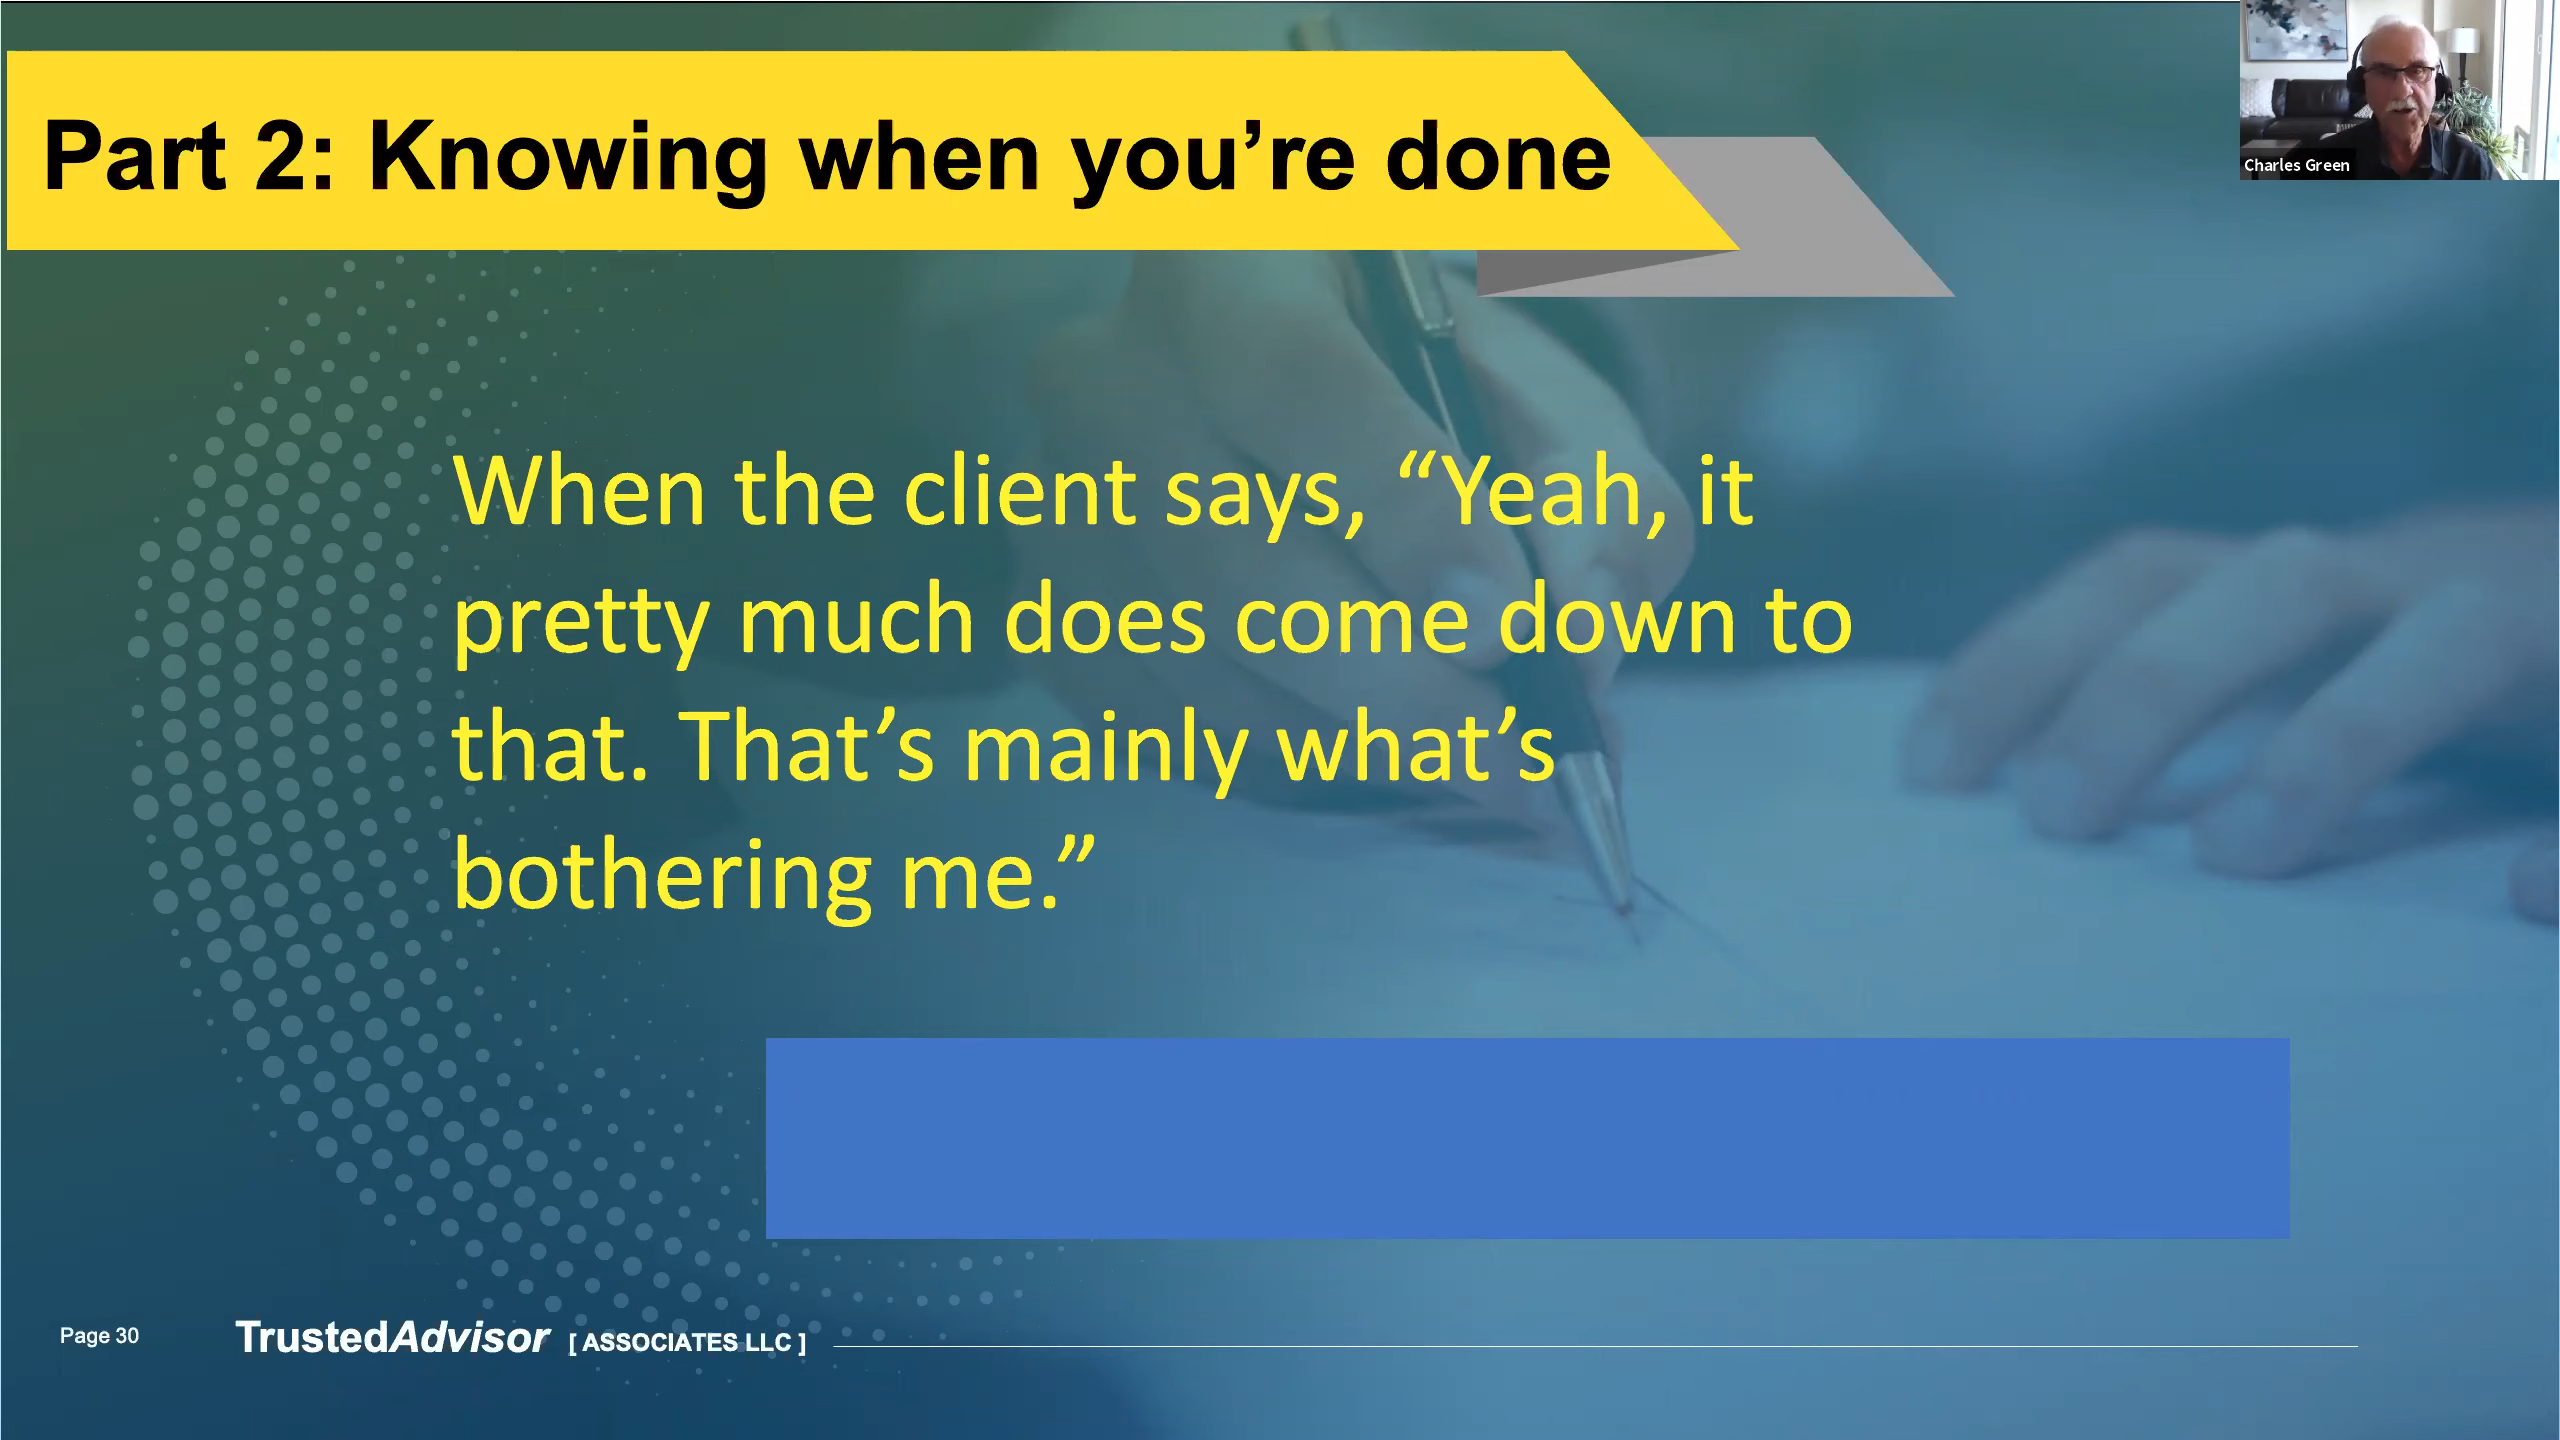 Part 2: Knowing when you’re done
Charles Green
When the client says, “Yeah, it
pretty much does come down to
that. That’s mainly what’s
bothering me.”
Page 30
TrustedAdvisor [ ASSOCIATES LLC ]